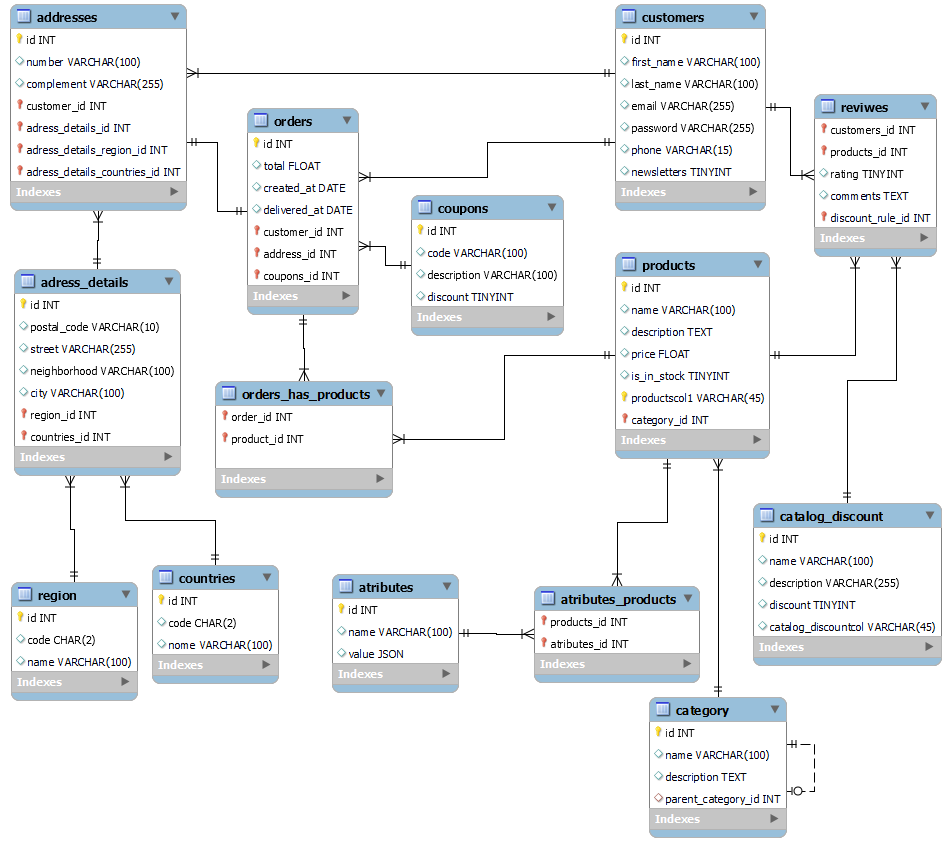 addresses
id INT
number VARCHAR(100)
complement VARCHAR(255)
customer_id INT
adress_details_id INT
adress_details_region_id INT
adress_details_countries_id INT
Indexes
customers
id INT
first_name VARCHAR(100)
last_name VARCHAR(100)
email VARCHAR(255)
password VARCHAR(255)
phone VARCHAR(15)
newsletters TINYINT
Indexes
reviwes
customers_id INT
products_id INT
rating TINYINT
comments TEXT
discount_rule_id INT
Indexes
orders
id INT
total FLOAT
created_at DATE
delivered_at DATE
customer_id INT
address_id INT
coupons_id INT
Indexes
coupons
id INT
code VARCHAR(100)
description VARCHAR(100)
discount TINYINT
Indexes
adress_details
id INT
postal_code VARCHAR(10)
street VARCHAR(255)
neighborhood VARCHAR(100)
city VARCHAR(100)
region_id INT
countries_id INT
Indexes
products
id INT
name VARCHAR(100)
description TEXT
price FLOAT
is_in_stock TINYINT
productscol1 VARCHAR(45)
category_id INT
Indexes
orders_has_products
order_id INT
product_id INT
Indexes
catalog_discount
id INT
name VARCHAR(100)
description VARCHAR(255)
discount TINYINT
catalog_discountcol VARCHAR(45)
Indexes
region
id INT
code CHAR(2)
name VARCHAR(100)
Indexes
countries
id INT
code CHAR(2)
nome VARCHAR(100)
Indexes
atributes
id INT
name VARCHAR(100)
value JSON
Indexes
atributes_products
products_id INT
atributes_id INT
Indexes
category
id INT
name VARCHAR(100)
description TEXT
parent_category_id INT
Indexes